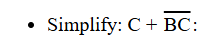 • Simplify: C + B̅C̅: